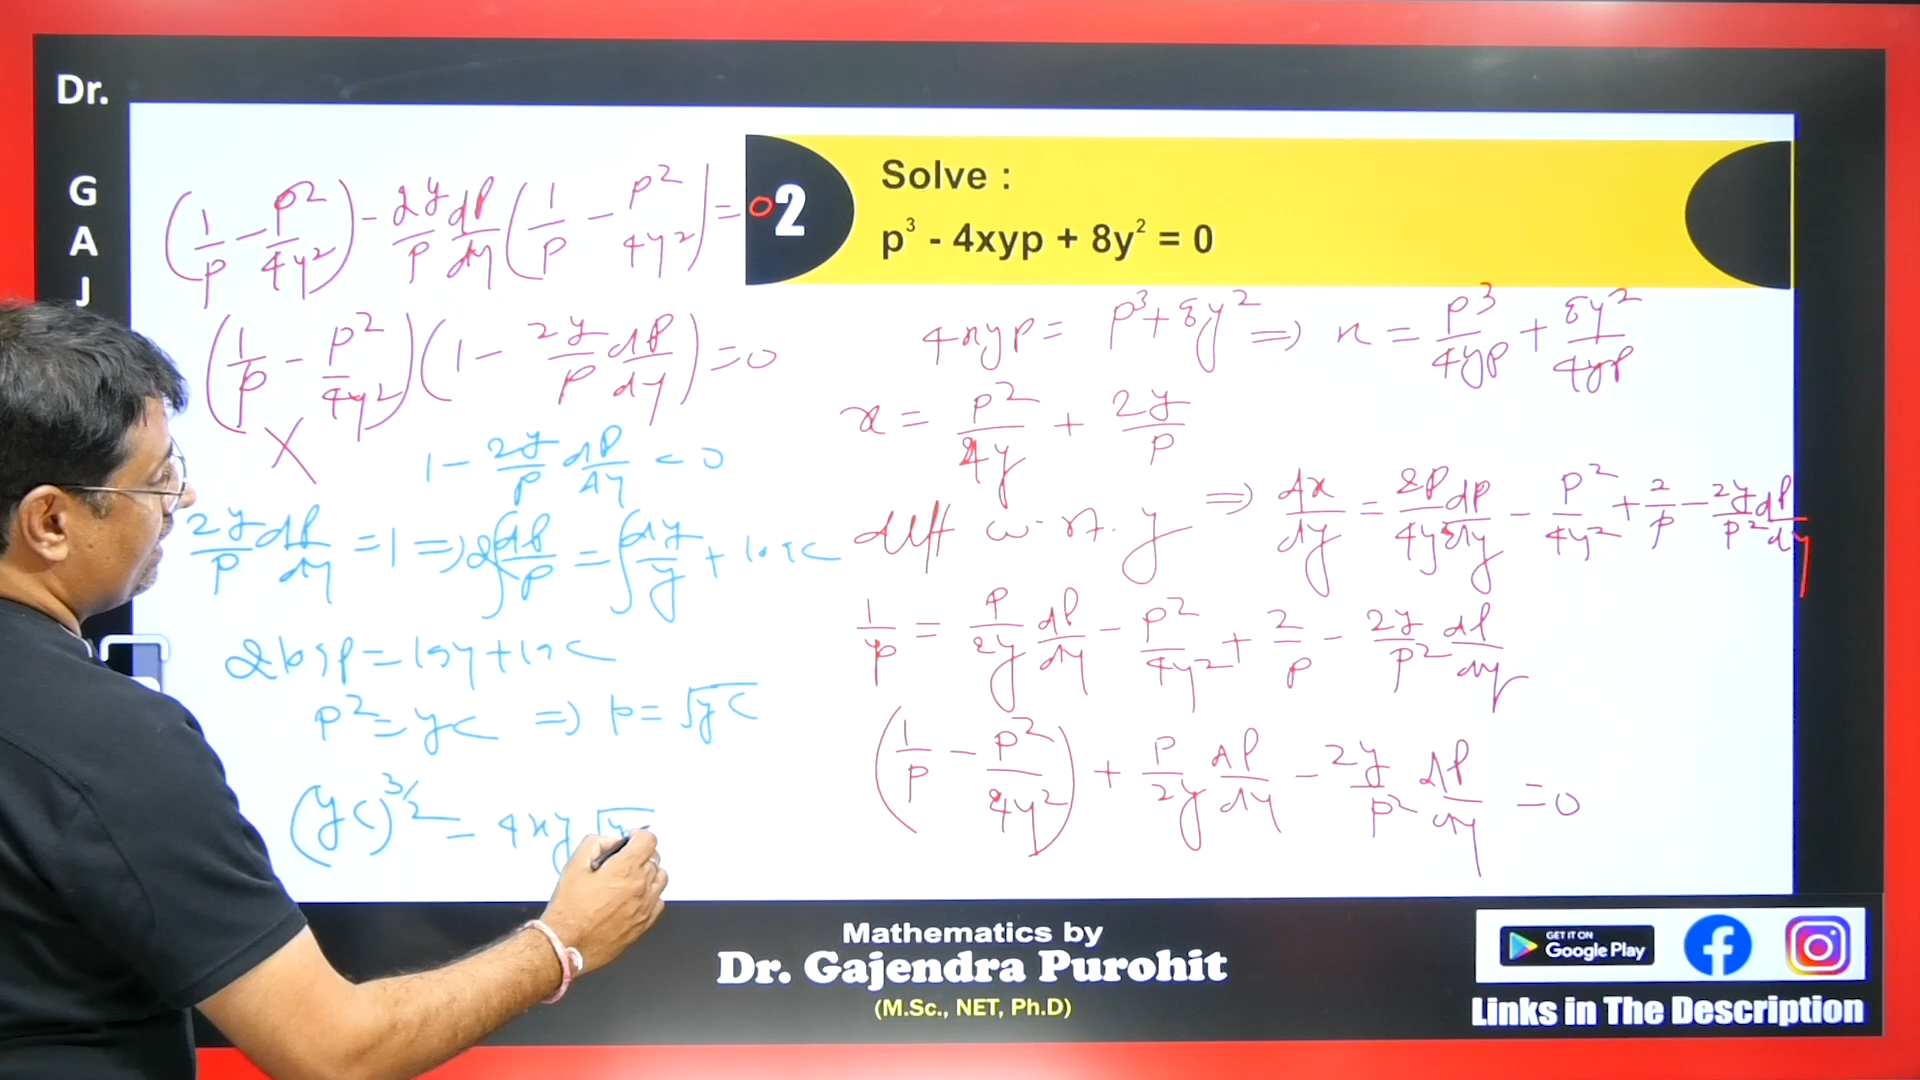 Dr.
G
A
J
2
Solve :
p³ - 4xyp + 8y² = 0
4xyp = p³ + 8y² ⇒ x = p³/4yp + 8y²/4yp
x = p²/4y + 2y/p
diff w.r.t. y ⇒ dx/dy = 2p/4y dp/dy - p²/4y² + 2/p - 2y/p² dp/dy
1/p = p/2y dp/dy - p²/4y² + 2/p - 2y/p² dp/dy
(1/p - p²/4y²) + p/2y dp/dy - 2y/p² dp/dy = 0
(1/p - p²/4y²) - 2y/p dp/dy (1/p - p²/4y²) = 0
(1/p - p²/4y²) (1 - 2y/p dp/dy) = 0
1 - 2y/p dp/dy = 0
2y/p dp/dy = 1 ⇒ 2∫dp/p = ∫dy/y + log c
2 log p = log y + log c
p² = yc ⇒ p = √yc
(yc)^3/2 = 4xy
Mathematics by
Dr. Gajendra Purohit
(M.Sc., NET, Ph.D)
GET IT ON
Google Play
Links in The Description